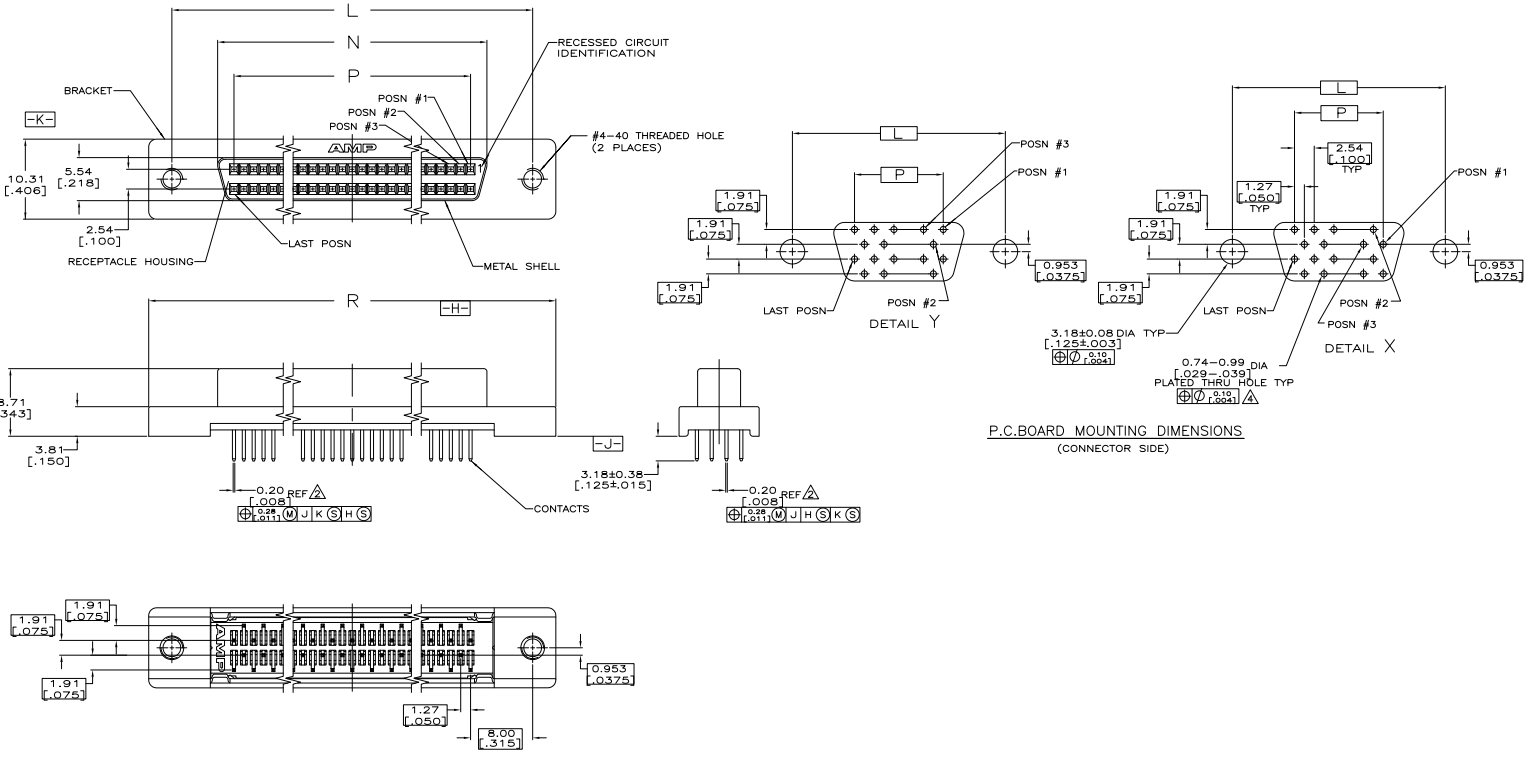 L
N
P
RECESSED CIRCUIT
IDENTIFICATION
BRACKET
POSN #1
POSN #2
POSN #3
-K-
AMP
#4-40 THREADED HOLE
(2 PLACES)
1
10.31
[.406]
5.54
[.218]
2.54
[.100]
LAST POSN
RECEPTACLE HOUSING
METAL SHELL
R
-H-
8.71
.343]
3.81
[.150]
-J-
0.20
[.008]
REF 2
0.28
[.011]
M J K S H S
CONTACTS
3.18±0.38
[.125±.015]
0.20
[.008]
REF 2
0.28
[.011]
M J H S K S
1.91
[.075]
1.91
[.075]
1.91
[.075]
AMP
0.953
[.0375]
1.27
[.050]
8.00
[.315]
L
P
POSN #3
POSN #1
1.91
[.075]
1.91
[.075]
1.91
[.075]
0.953
[.0375]
LAST POSN
POSN #2
DETAIL Y
L
P
2.54
[.100]
TYP
1.27
[.050]
TYP
POSN #1
1.91
[.075]
1.91
[.075]
1.91
[.075]
0.953
[.0375]
LAST POSN
POSN #2
POSN #3
DETAIL X
3.18±0.08 DIA TYP
[.125±.003]
0.10
[.004]
0.74-0.99 DIA
[.029-.039]
PLATED THRU HOLE TYP
0.10
[.004]
4
P.C.BOARD MOUNTING DIMENSIONS
(CONNECTOR SIDE)